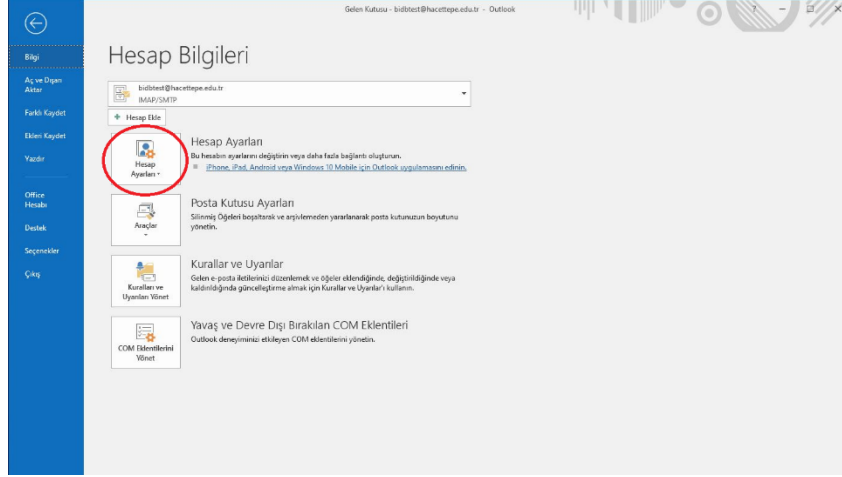 Gelen Kutusu - bidbtest@hacettepe.edu.tr - Outlook
?
Bilgi
Aç ve Dışarı
Aktar
Farklı Kaydet
Ekleri Kaydet
Yazdır
Office
Hesabı
Destek
Seçenekler
Çıkış
Hesap Bilgileri
bidbtest@hacettepe.edu.tr
IMAP/SMTP
Hesap Ekle
Hesap
Ayarları
Hesap Ayarları
Bu hesabın ayarlarını değiştirin veya daha fazla bağlantı oluşturun.
iPhone, iPad, Android veya Windows 10 Mobile için Outlook uygulamasını edinin.
Araçlar
Posta Kutusu Ayarları
Silinmiş Öğeleri boşaltarak ve arşivlemeden yararlanarak posta kutunuzun boyutunu
yönetin.
Kuralları ve
Uyarıları Yönet
Kurallar ve Uyarılar
Gelen e-posta iletilerinizi düzenlemek ve öğeler eklendiğinde, değiştirildiğinde veya
kaldırıldığında güncelleştirme almak için Kurallar ve Uyarılar'ı kullanın.
COM Eklentilerini
Yönet
Yavaş ve Devre Dışı Bırakılan COM Eklentileri
Outlook deneyiminizi etkileyen COM eklentilerini yönetin.